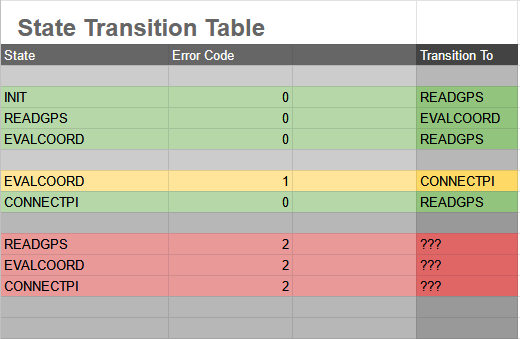 State Transition Table
State Error Code Transition To
INIT 0 READGPS
READGPS 0 EVALCOORD
EVALCOORD 0 READGPS
EVALCOORD 1 CONNECTPI
CONNECTPI 0 READGPS
READGPS 2 ???
EVALCOORD 2 ???
CONNECTPI 2 ???